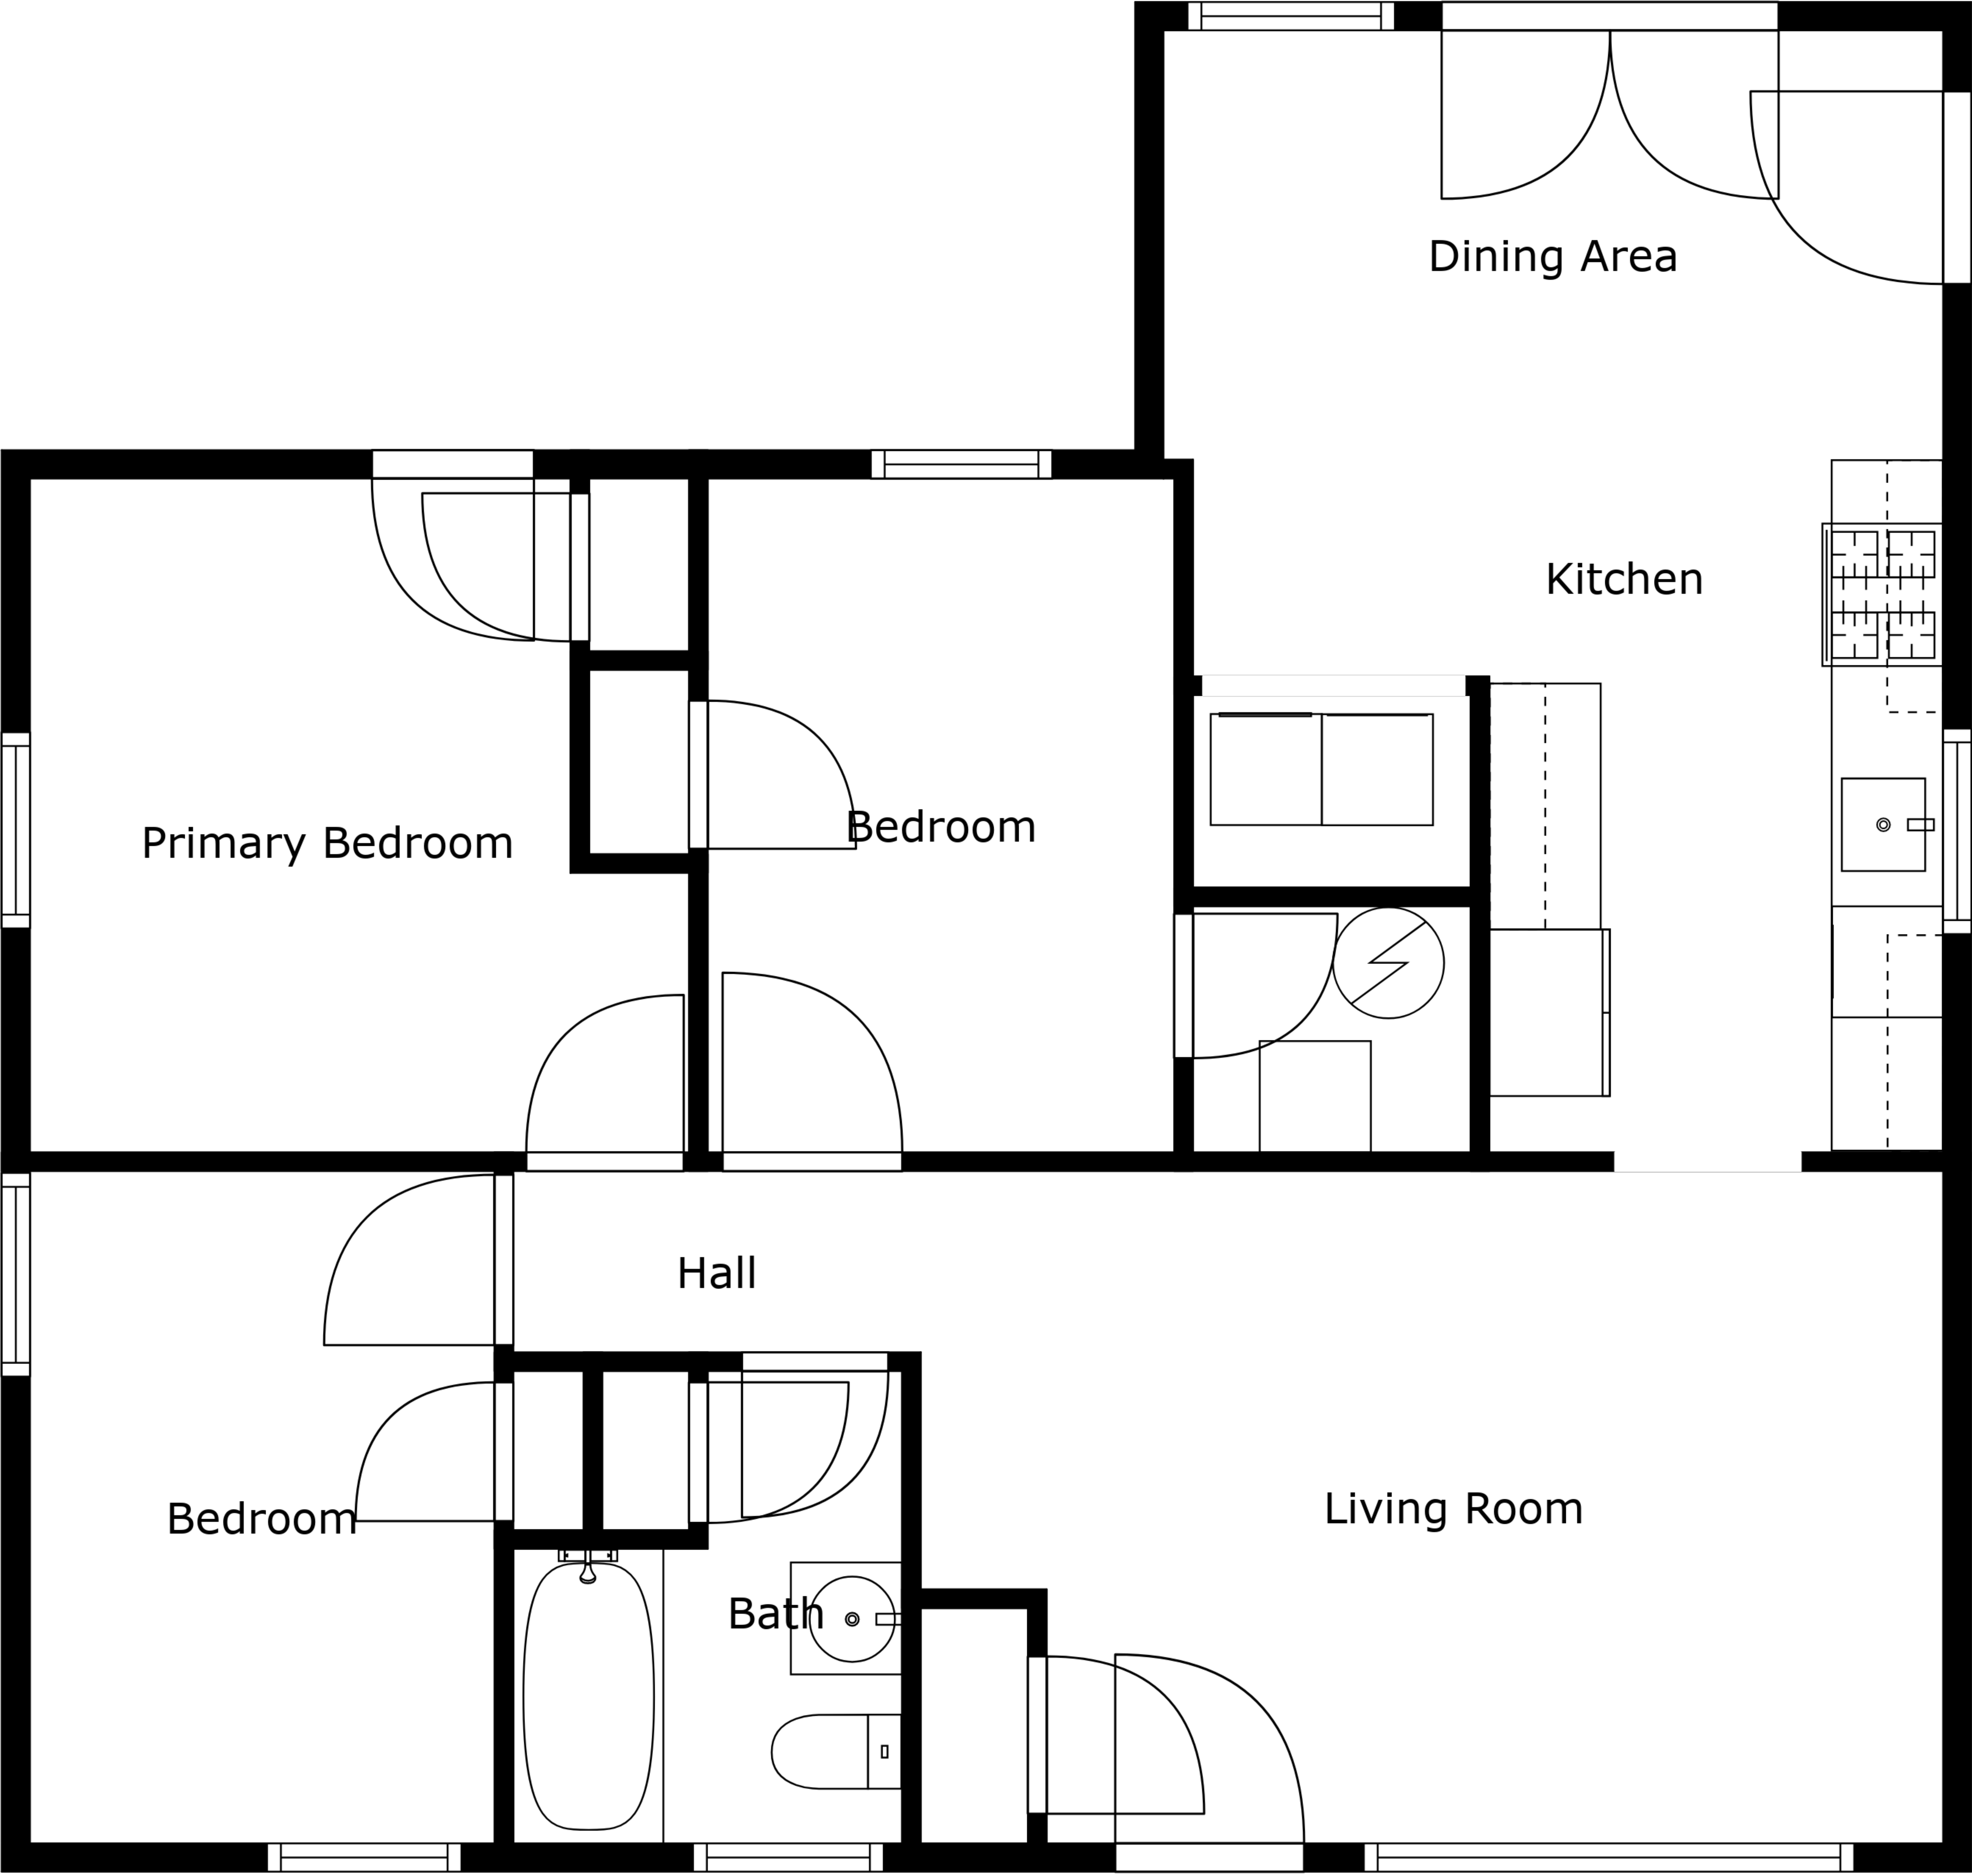 Dining Area
Kitchen
Primary Bedroom
Bedroom
Hall
Bedroom
Living Room
Bath